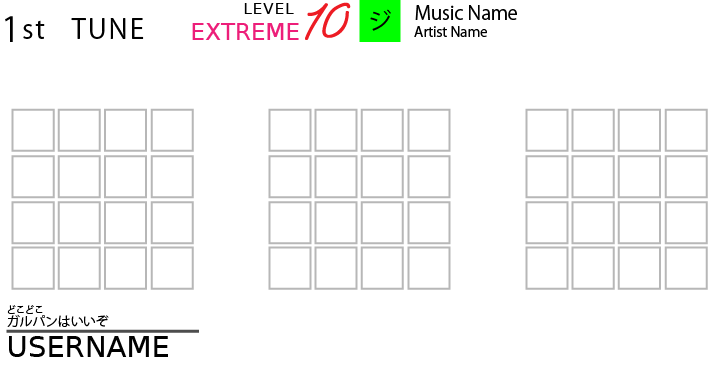 1st TUNE
LEVEL
EXTREME 10
ジ
Music Name
Artist Name
どこどこ
ガルパンはいいぞ
USERNAME